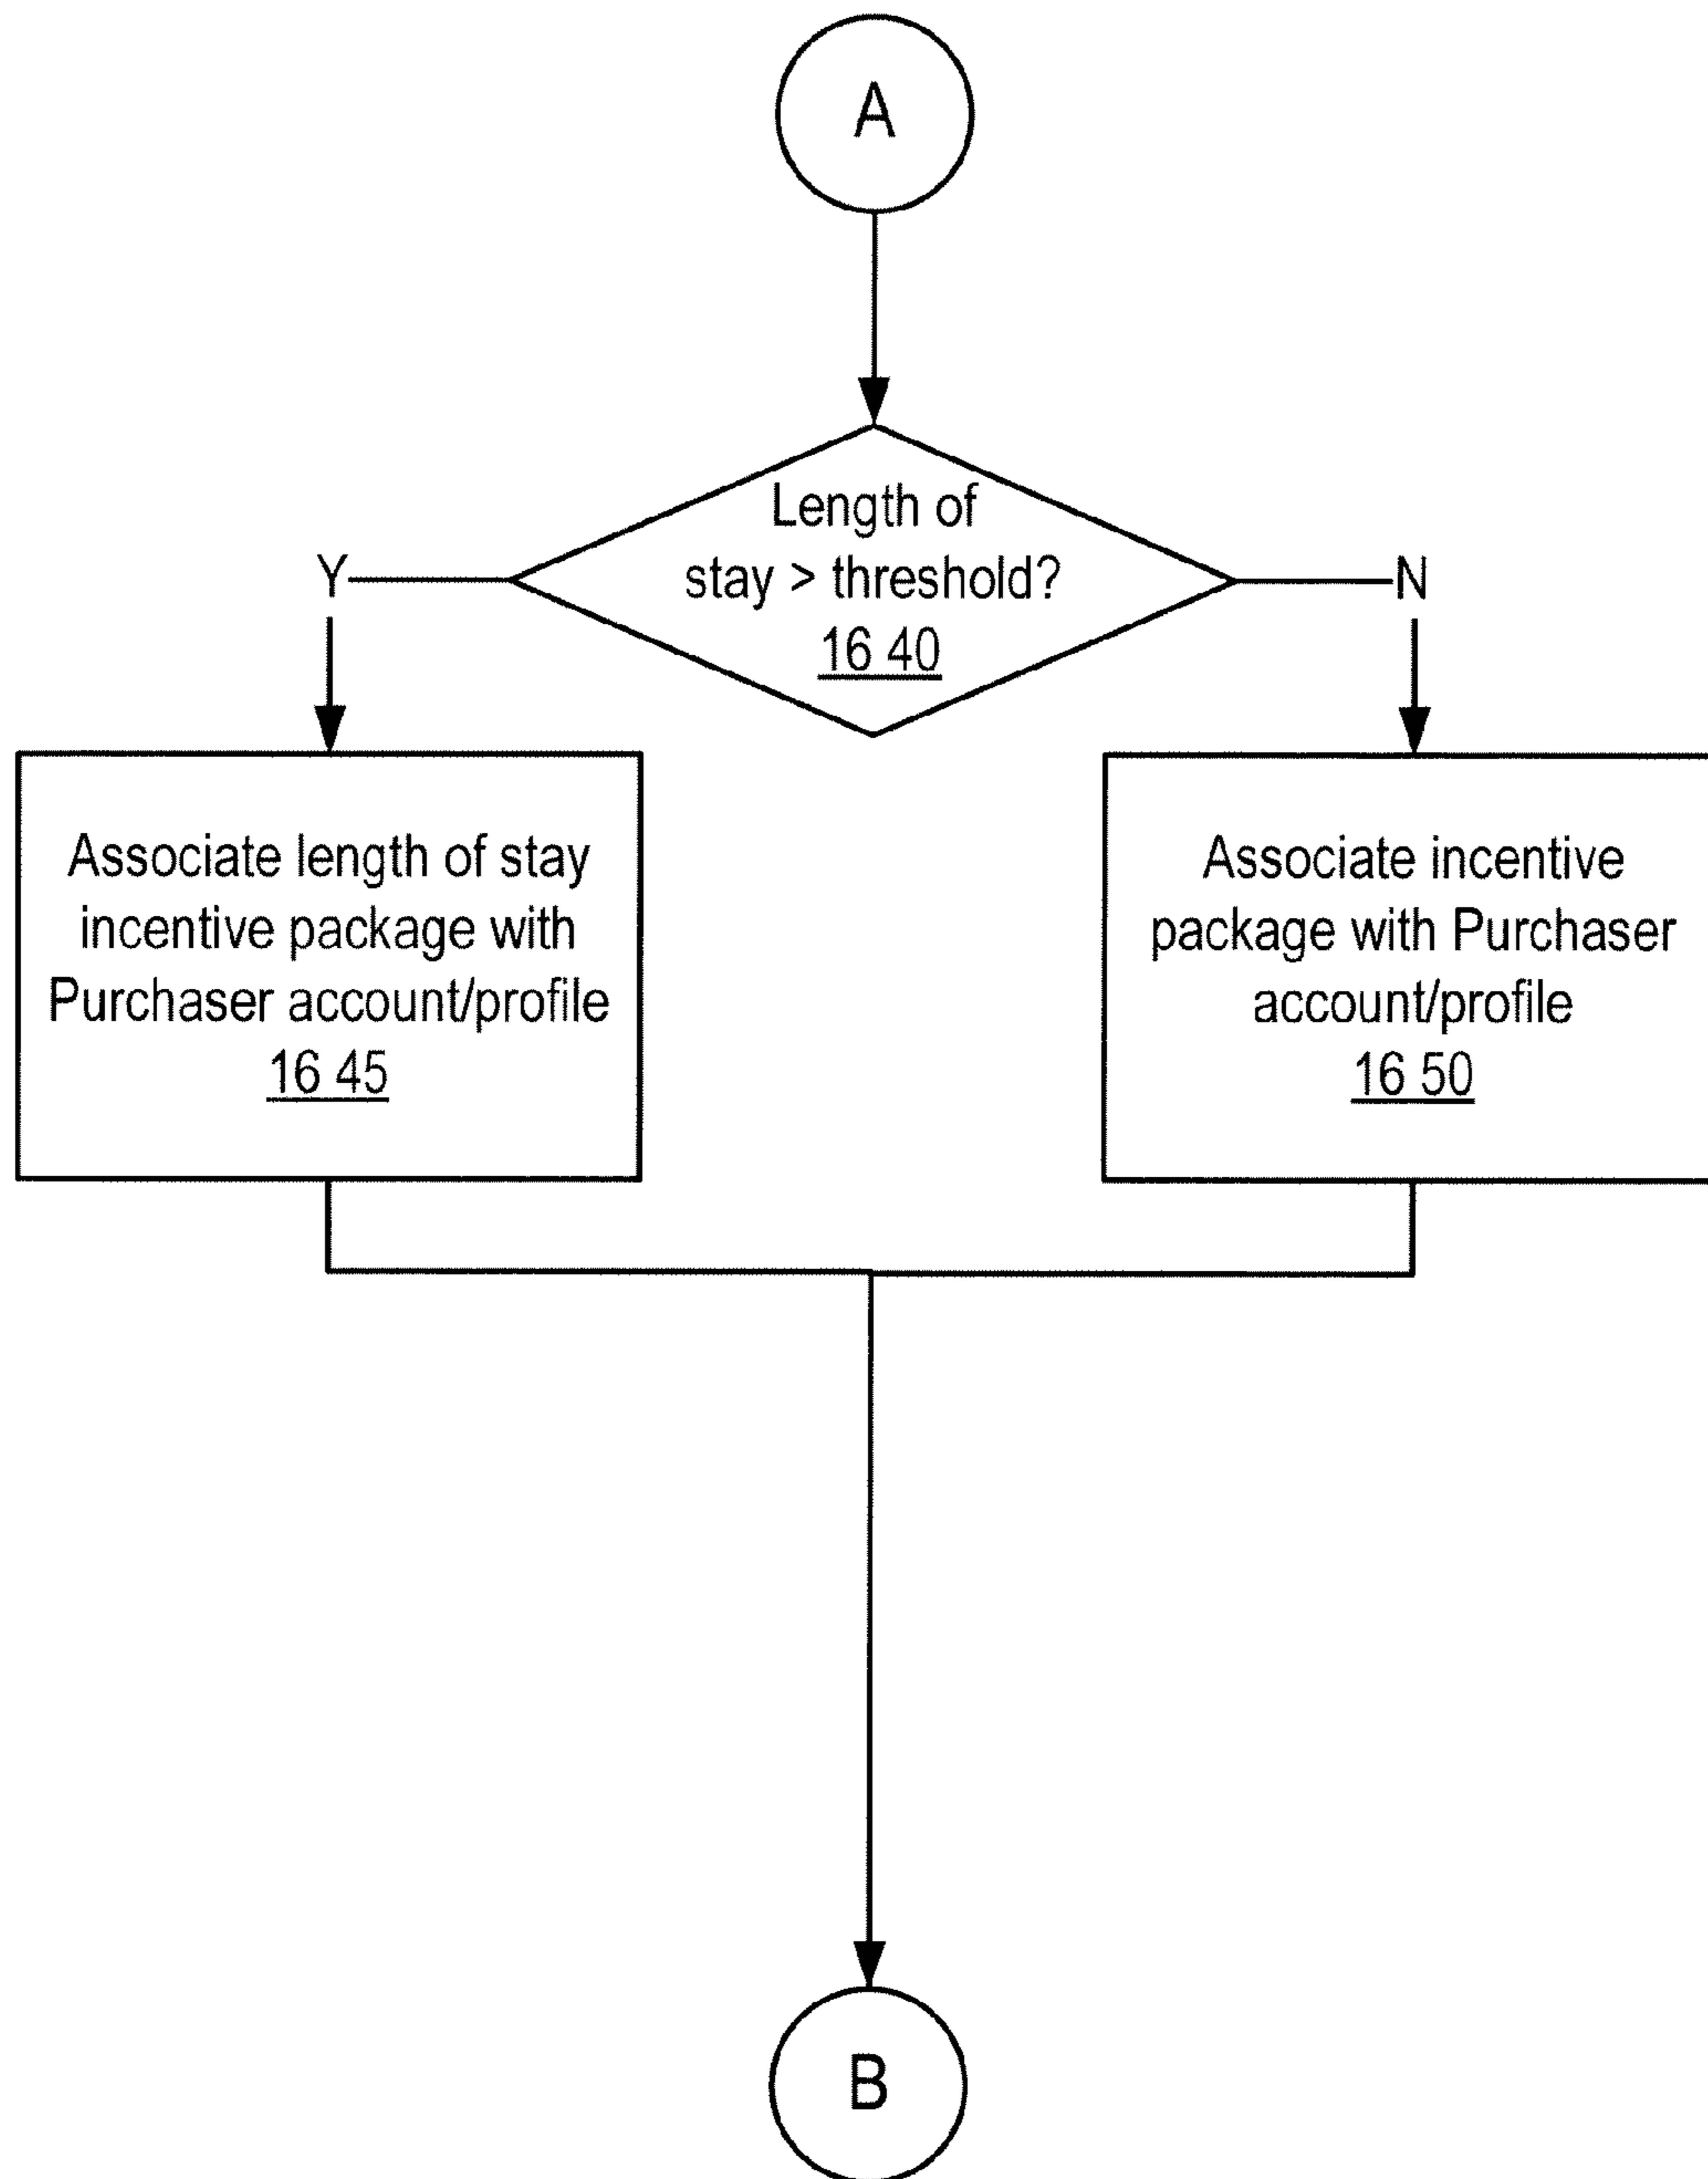 A
Length of
stay > threshold?
16 40
Y
N
Associate length of stay
incentive package with
Purchaser account/profile
16 45
Associate incentive
package with Purchaser
account/profile
16 50
B